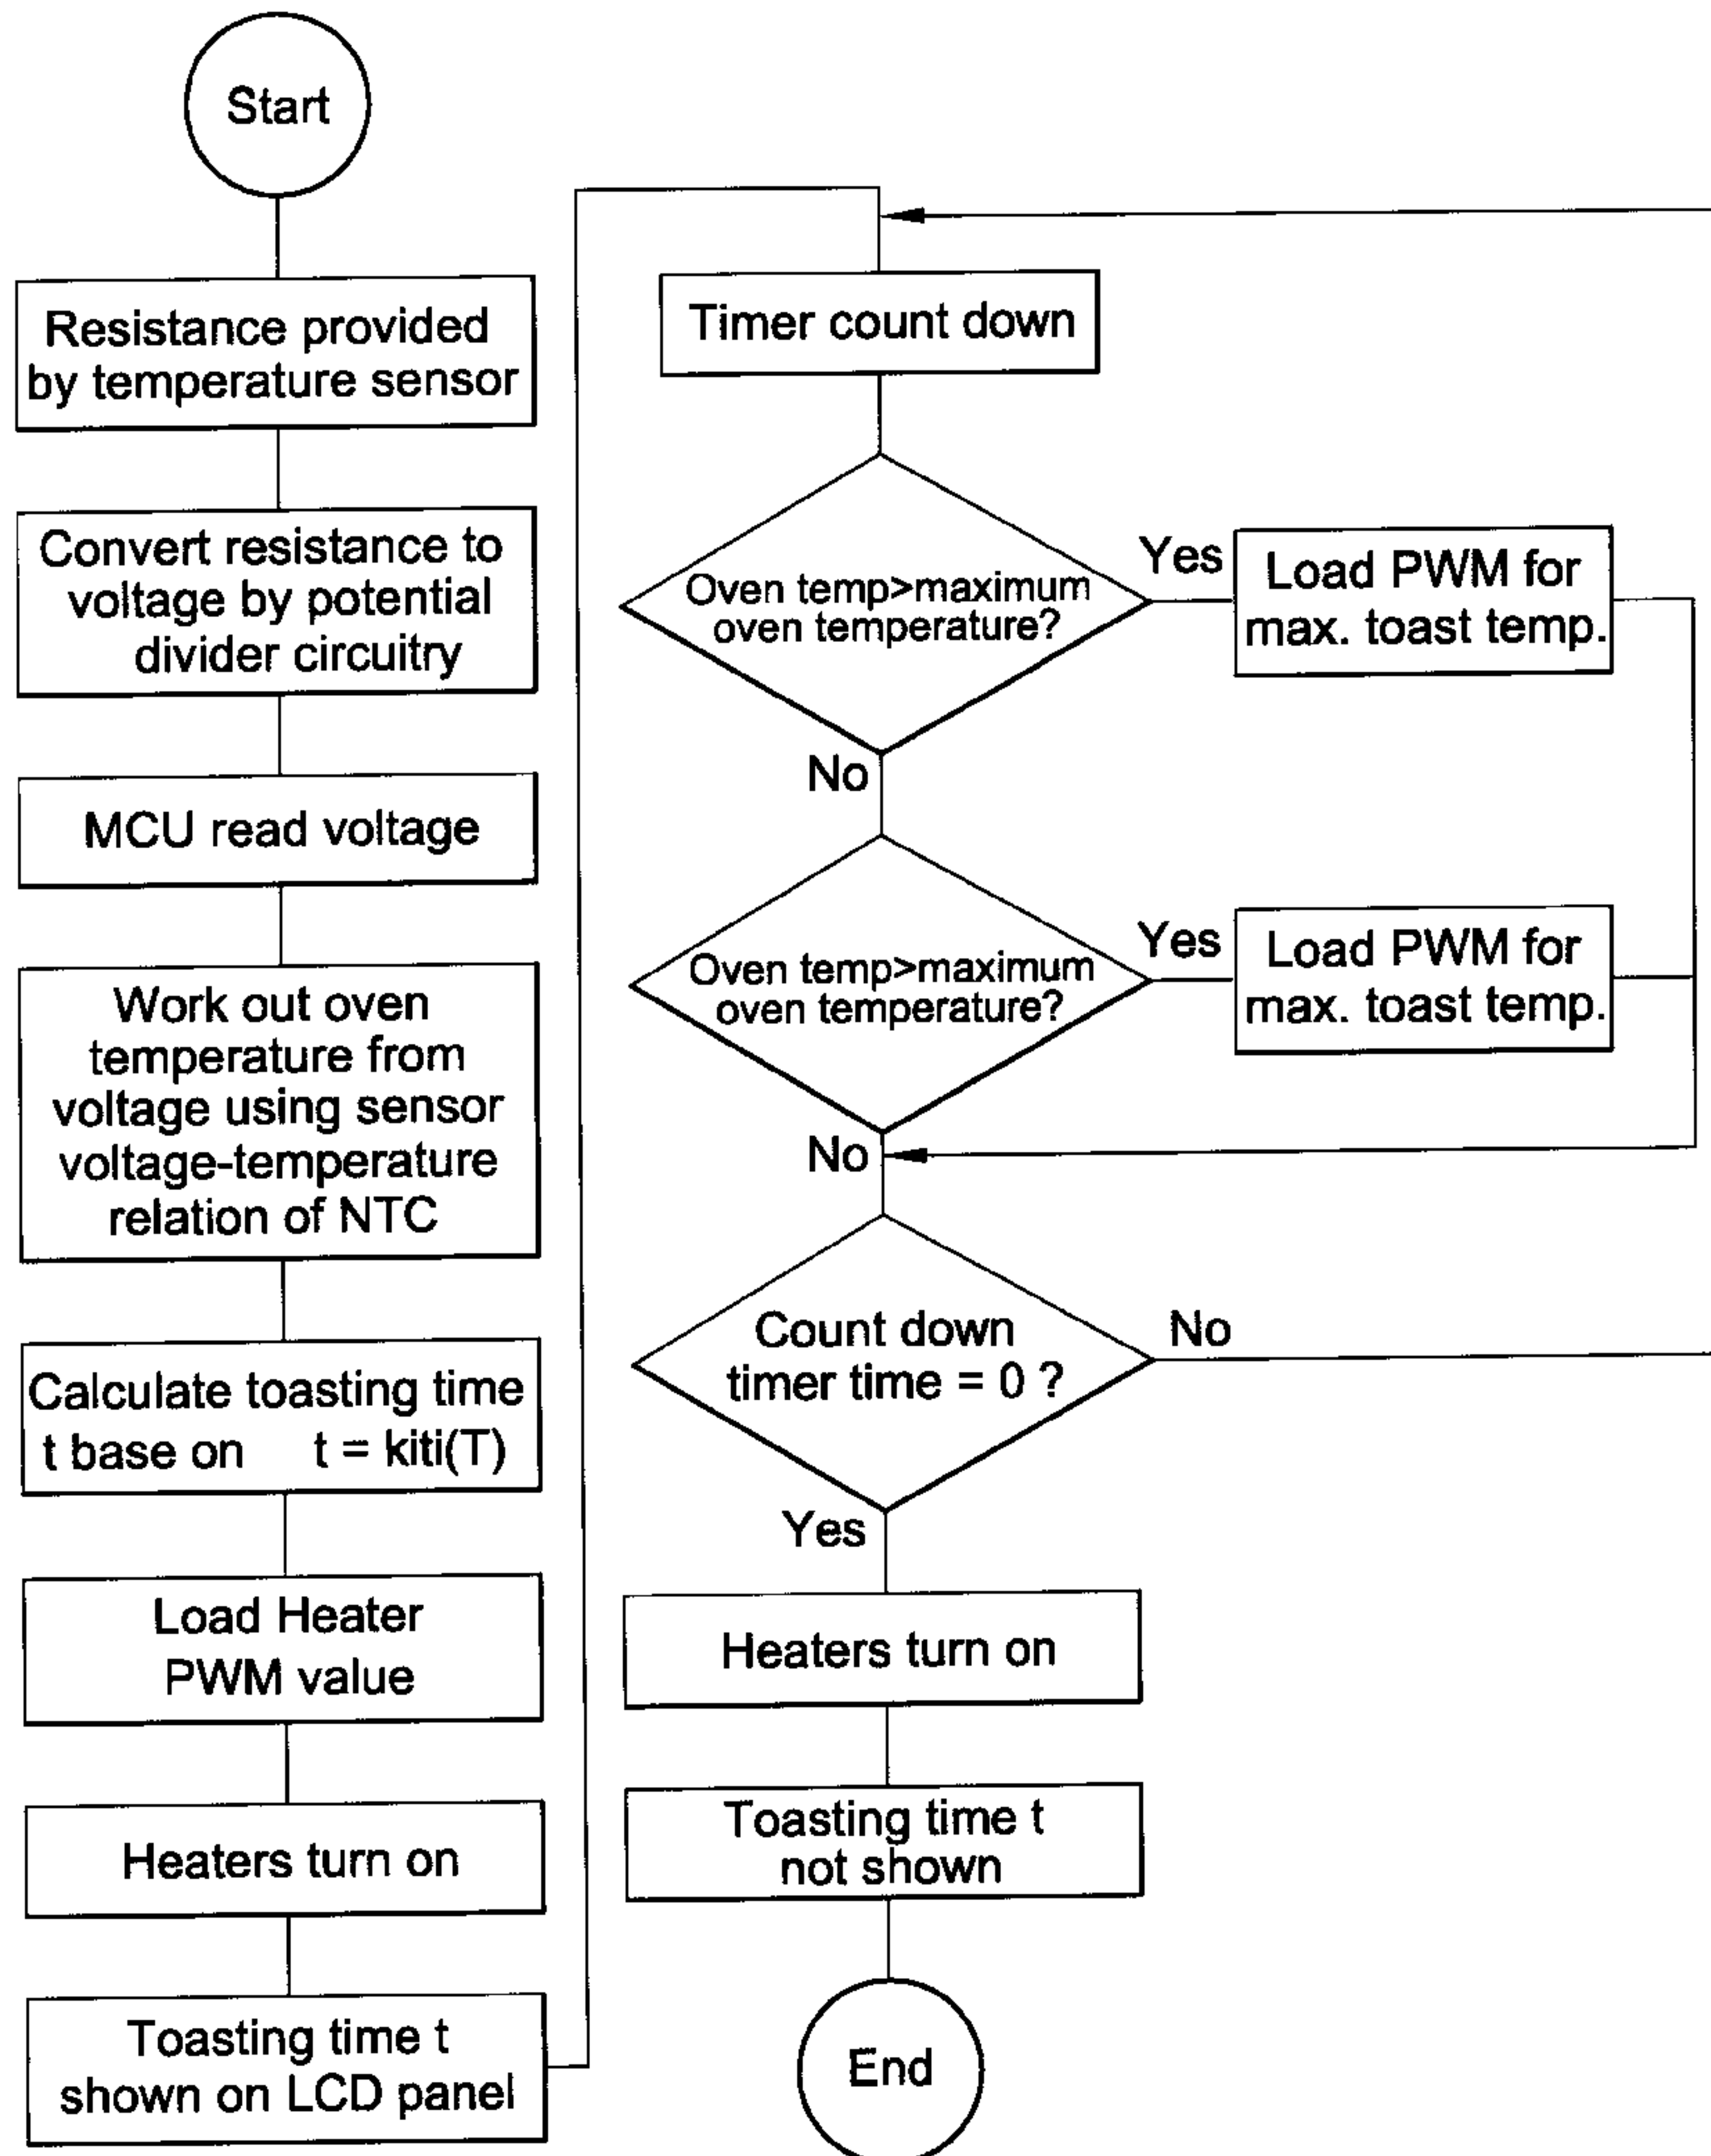 Start
Resistance provided
by temperature sensor
Convert resistance to
voltage by potential
divider circuitry
MCU read voltage
Work out oven
temperature from
voltage using sensor
voltage-temperature
relation of NTC
Calculate toasting time
t base on t = kiti(T)
Load Heater
PWM value
Heaters turn on
Toasting time t
shown on LCD panel
Timer count down
Oven temp>maximum
oven temperature?
Yes
Load PWM for
max. toast temp.
No
Oven temp>maximum
oven temperature?
Yes
Load PWM for
max. toast temp.
No
Count down
timer time = 0 ?
No
Yes
Heaters turn on
Toasting time t
not shown
End